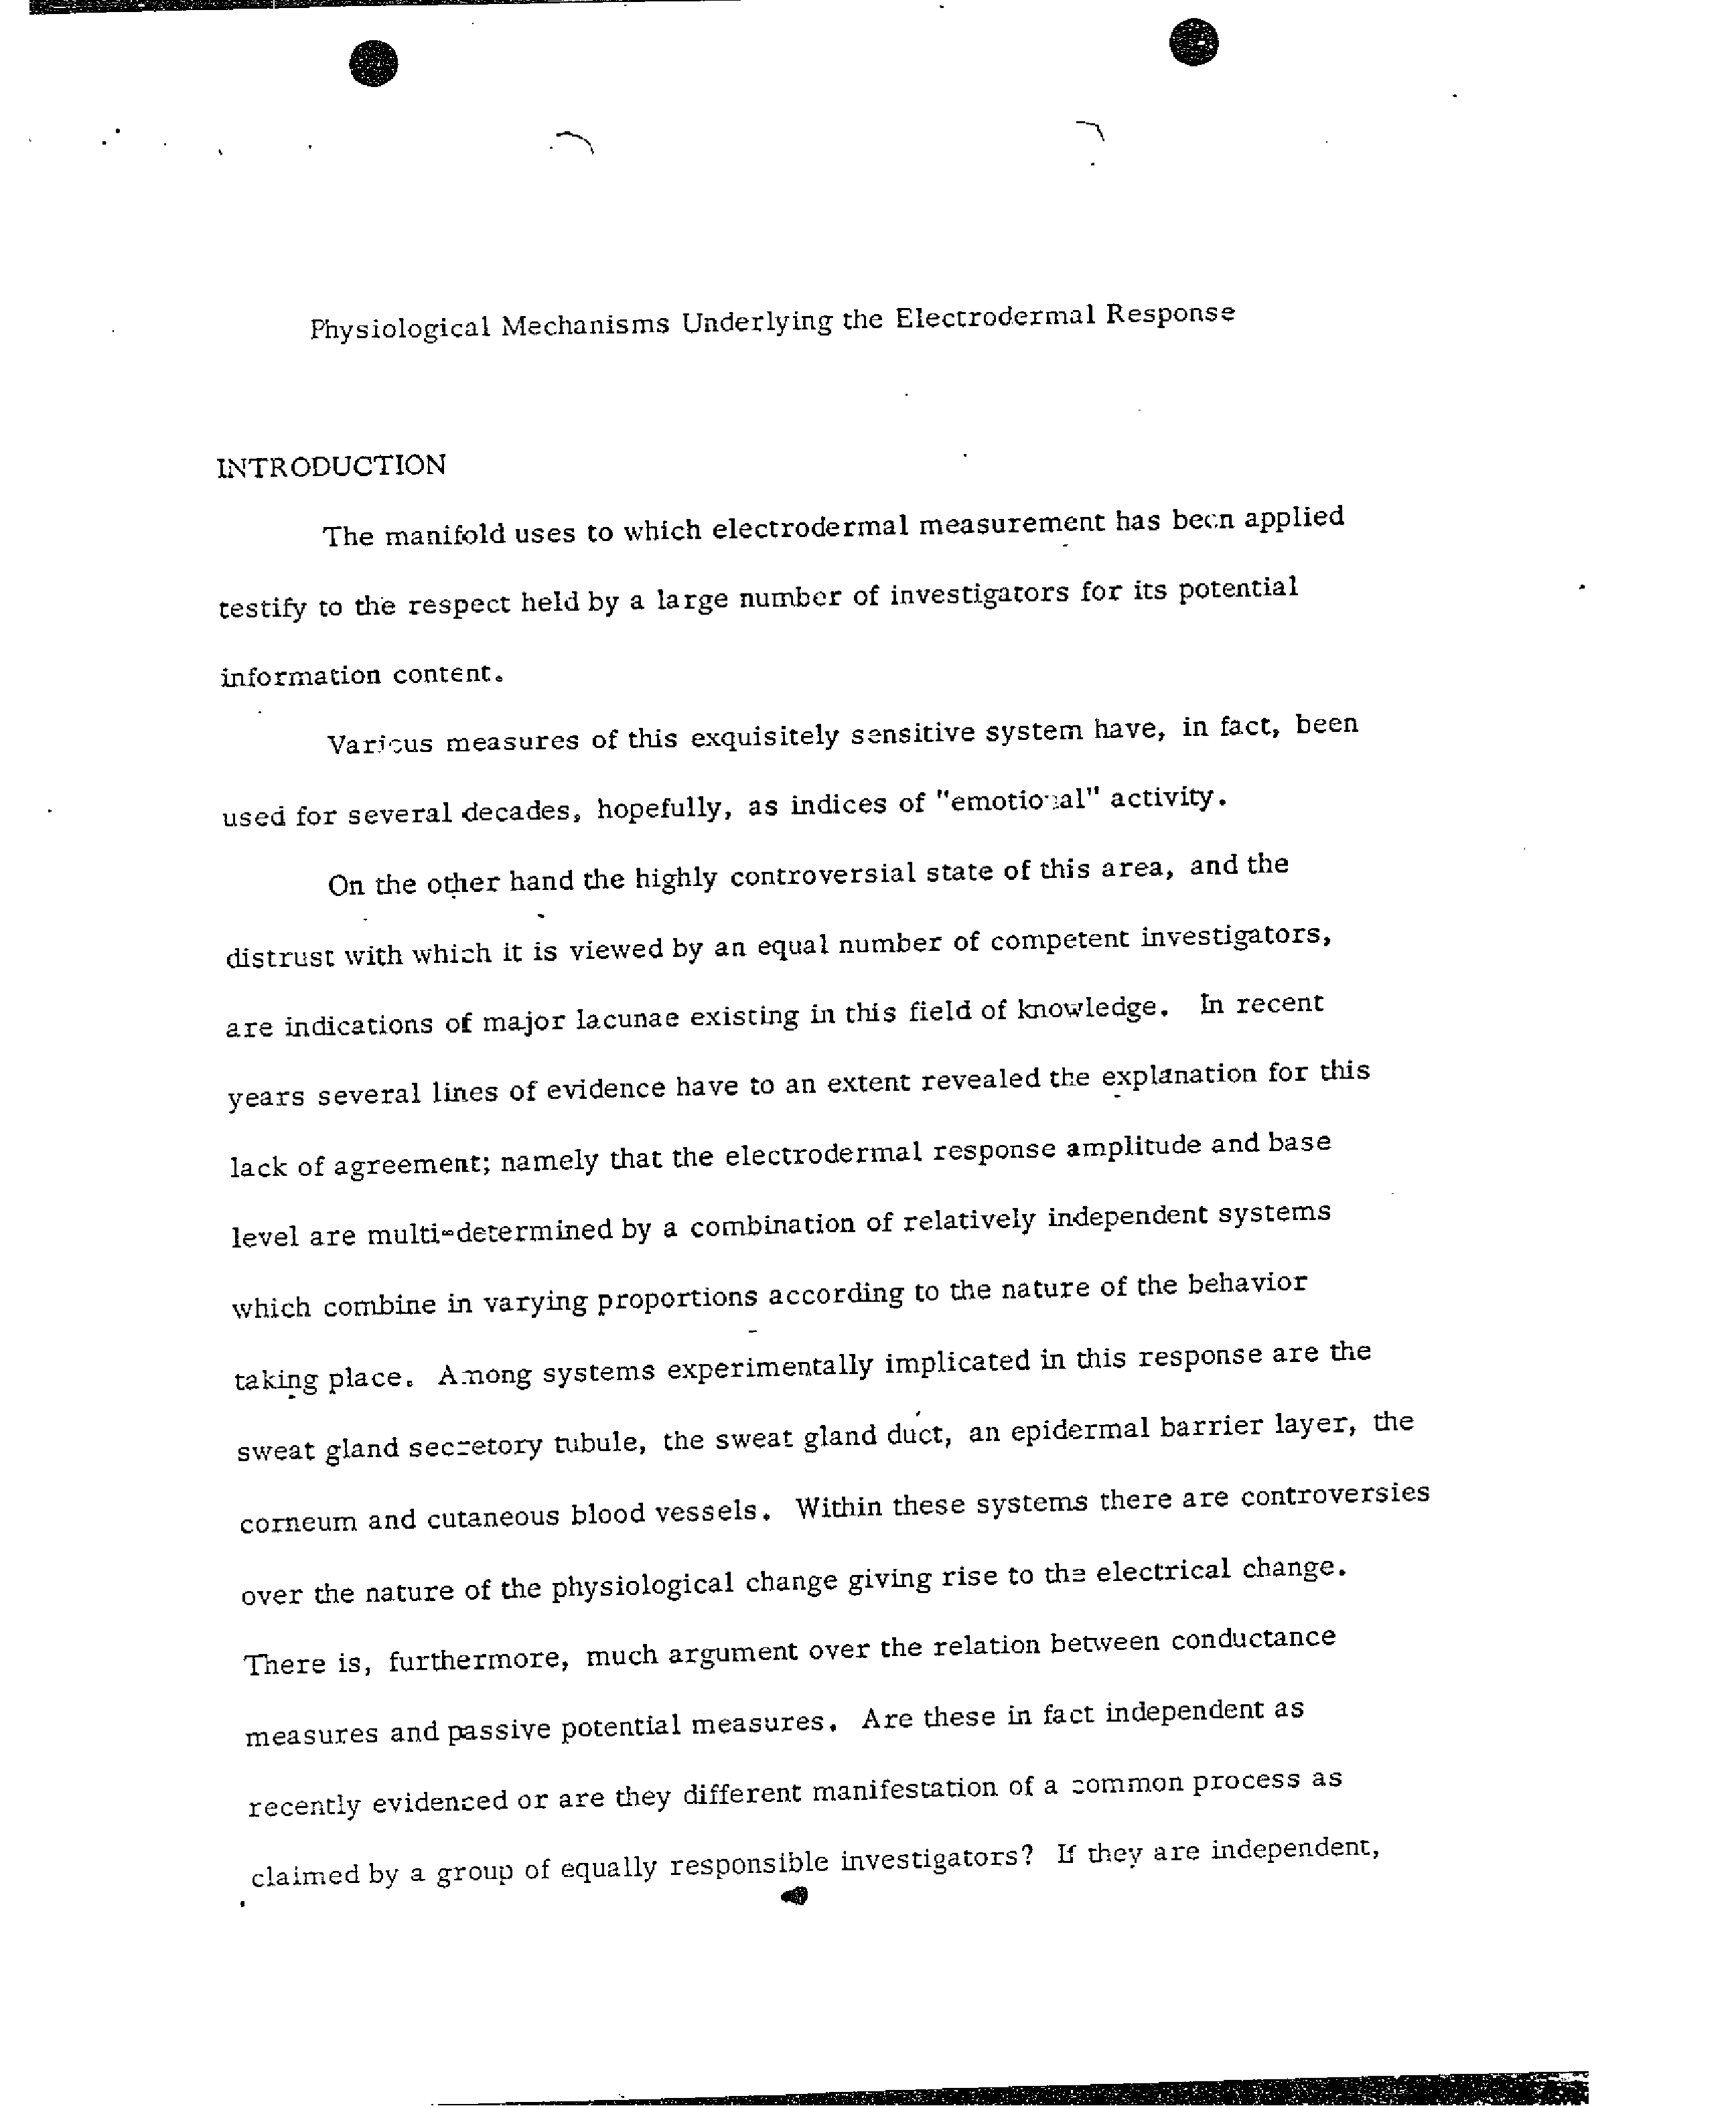 Physiological Mechanisms Underlying the Electrodermal Response
INTRODUCTION
The manifold uses to which electrodermal measurement has been applied
testify to the respect held by a large number of investigators for its potential
information content.
Various measures of this exquisitely sensitive system have, in fact, been
used for several decades, hopefully, as indices of "emotional" activity.
On the other hand the highly controversial state of this area, and the
distrust with which it is viewed by an equal number of competent investigators,
are indications of major lacunae existing in this field of knowledge. In recent
years several lines of evidence have to an extent revealed the explanation for this
lack of agreement; namely that the electrodermal response amplitude and base
level are multi-determined by a combination of relatively independent systems
which combine in varying proportions according to the nature of the behavior
taking place. Among systems experimentally implicated in this response are the
sweat gland secretory tubule, the sweat gland duct, an epidermal barrier layer, the
corneum and cutaneous blood vessels. Within these systems there are controversies
over the nature of the physiological change giving rise to the electrical change.
There is, furthermore, much argument over the relation between conductance
measures and passive potential measures. Are these in fact independent as
recently evidenced or are they different manifestation of a common process as
claimed by a group of equally responsible investigators? If they are independent,